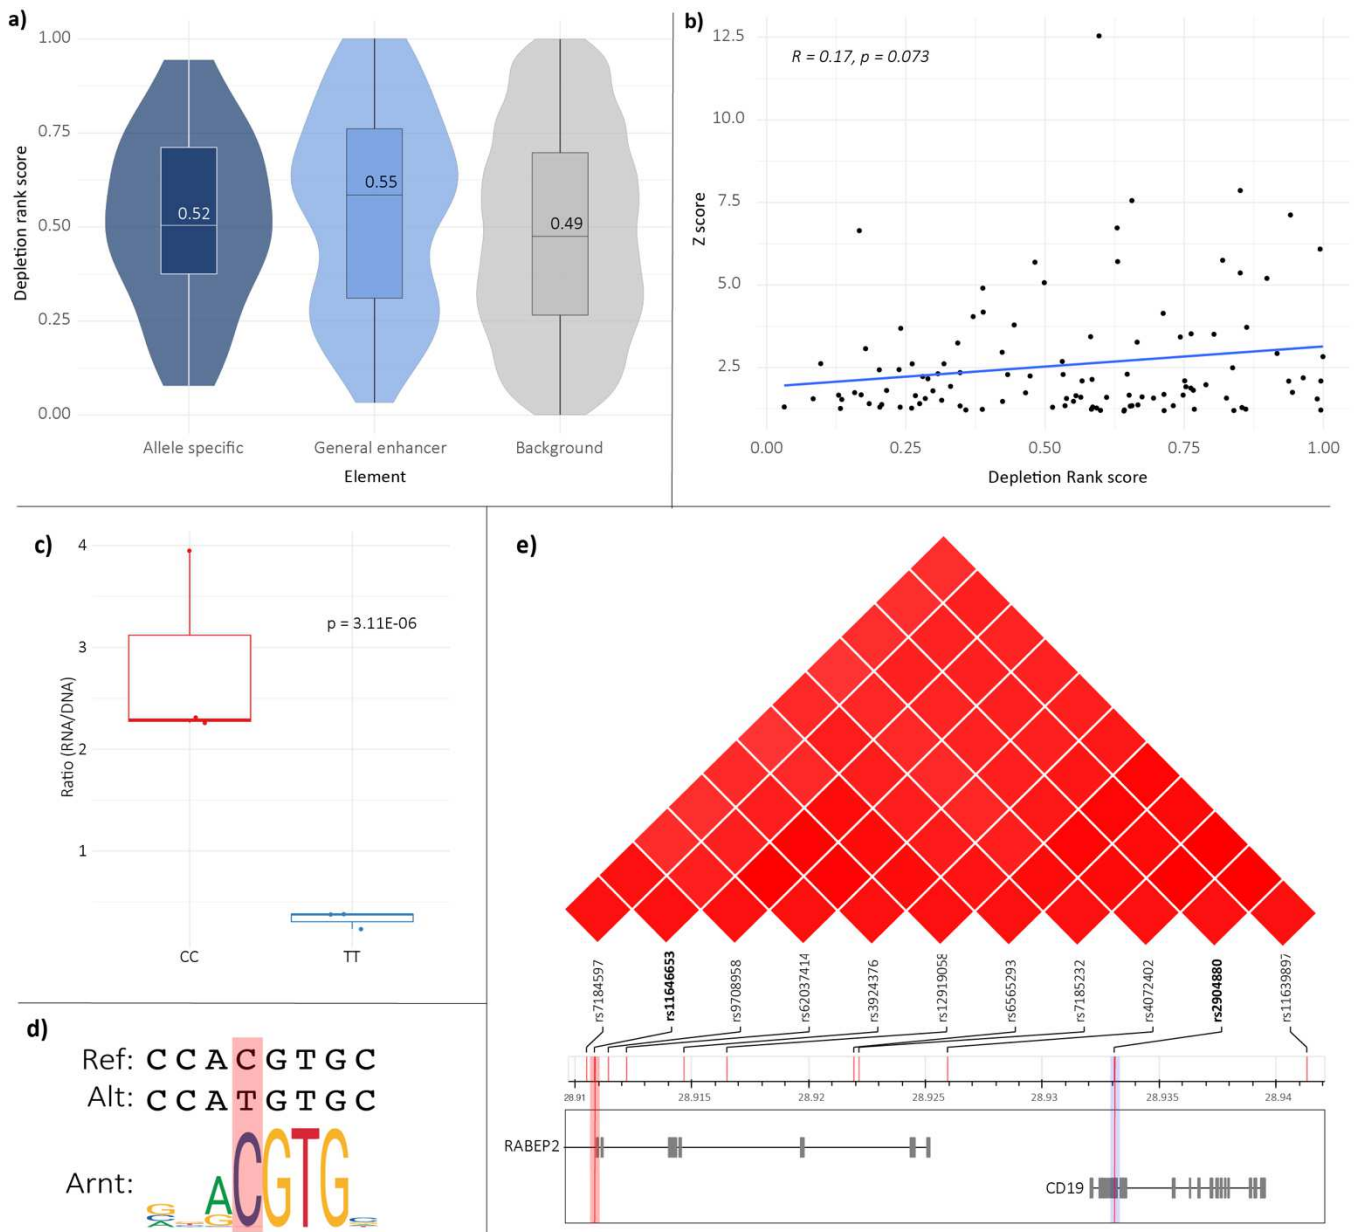 a)
1.00
0.75
0.50
0.25
0.00
Depletion rank score
0.52
0.55
0.49
Allele specific
General enhancer
Background
Element
b)
12.5
10.0
7.5
5.0
2.5
Z score
R = 0.17, p = 0.073
0.00
0.25
0.50
0.75
1.00
Depletion Rank score
c)
4
3
2
1
Ratio (RNA/DNA)
p = 3.11E-06
CC
TT
d)
Ref: C C A C G T G C
Alt: C C A T G T G C
Arnt:
A C G T G
e)
rs7184597
rs11646653
rs9708958
rs62037414
rs3924376
rs12919058
rs6565293
rs7185232
rs4072402
rs2904880
rs11639897
28.91
28.915
28.92
28.925
28.93
28.935
28.94
RABEP2
CD19